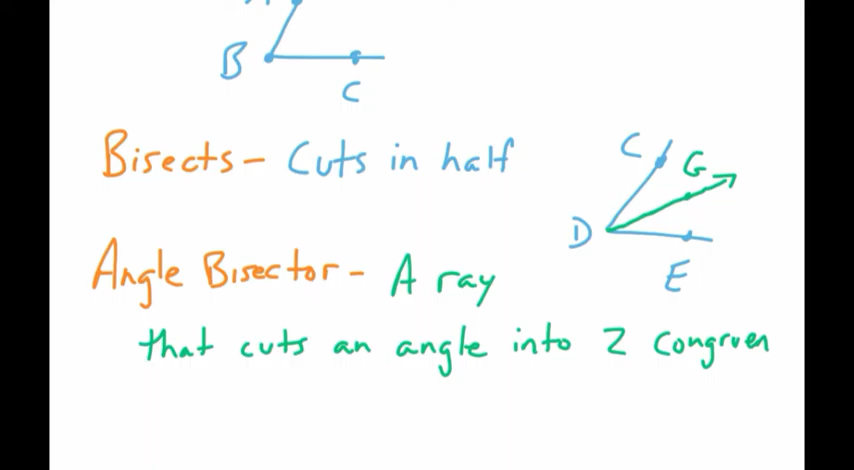 B
C
Bisects - Cuts in half
C
G
D
E
Angle Bisector - A ray
that cuts an angle into 2 congruen